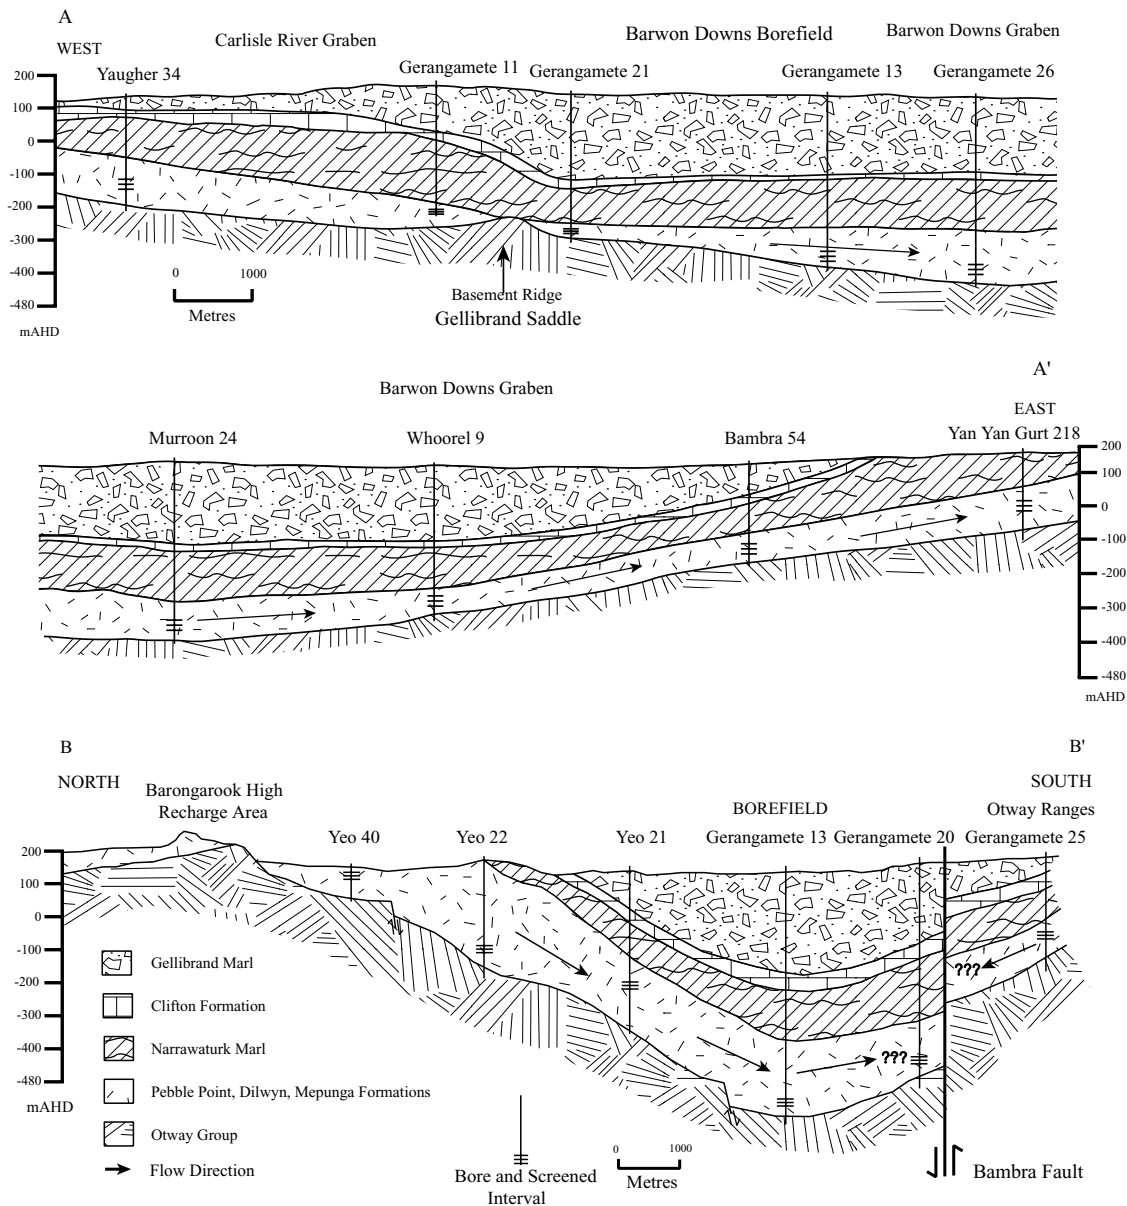 A
WEST
Carlisle River Graben
Barwon Downs Borefield
Barwon Downs Graben
Yaugher 34
Gerangamete 11
Gerangamete 21
Gerangamete 13
Gerangamete 26
200
100
0
-100
-200
-300
-400
-480
mAHD
0 1000
Metres
Basement Ridge
Gellibrand Saddle
A'
Barwon Downs Graben
EAST
Murroon 24
Whoorel 9
Bambra 54
Yan Yan Gurt 218
200
100
0
-100
-200
-300
-400
-480
mAHD
B
B'
NORTH
SOUTH
Barongarook High
Recharge Area
BOREFIELD
Otway Ranges
Yeo 40
Yeo 22
Yeo 21
Gerangamete 13
Gerangamete 20
Gerangamete 25
200
100
0
-100
-200
-300
-400
-480
mAHD
???
???
Gellibrand Marl
Clifton Formation
Narrawaturk Marl
Pebble Point, Dilwyn, Mepunga Formations
Otway Group
Flow Direction
Bore and Screened
Interval
0 1000
Metres
Bambra Fault